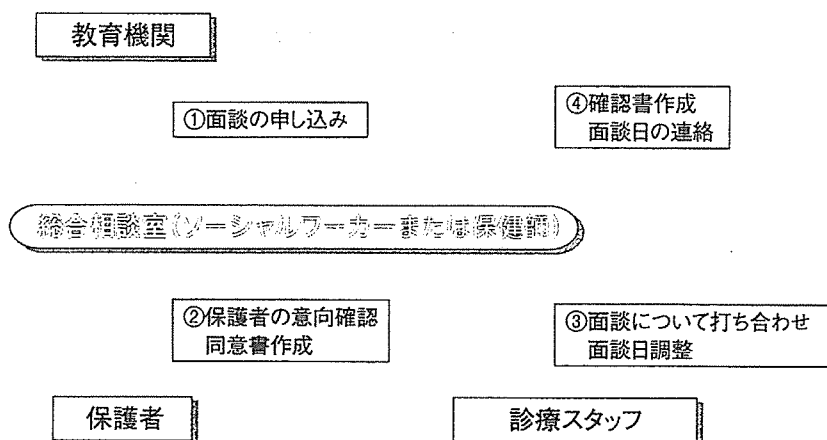 教育機関
①面談の申し込み
④確認書作成
面談日の連絡
総合相談室(ソーシャルワーカーまたは保健師)
②保護者の意向確認
同意書作成
③面談について打ち合わせ
面談日調整
保護者
診療スタッフ